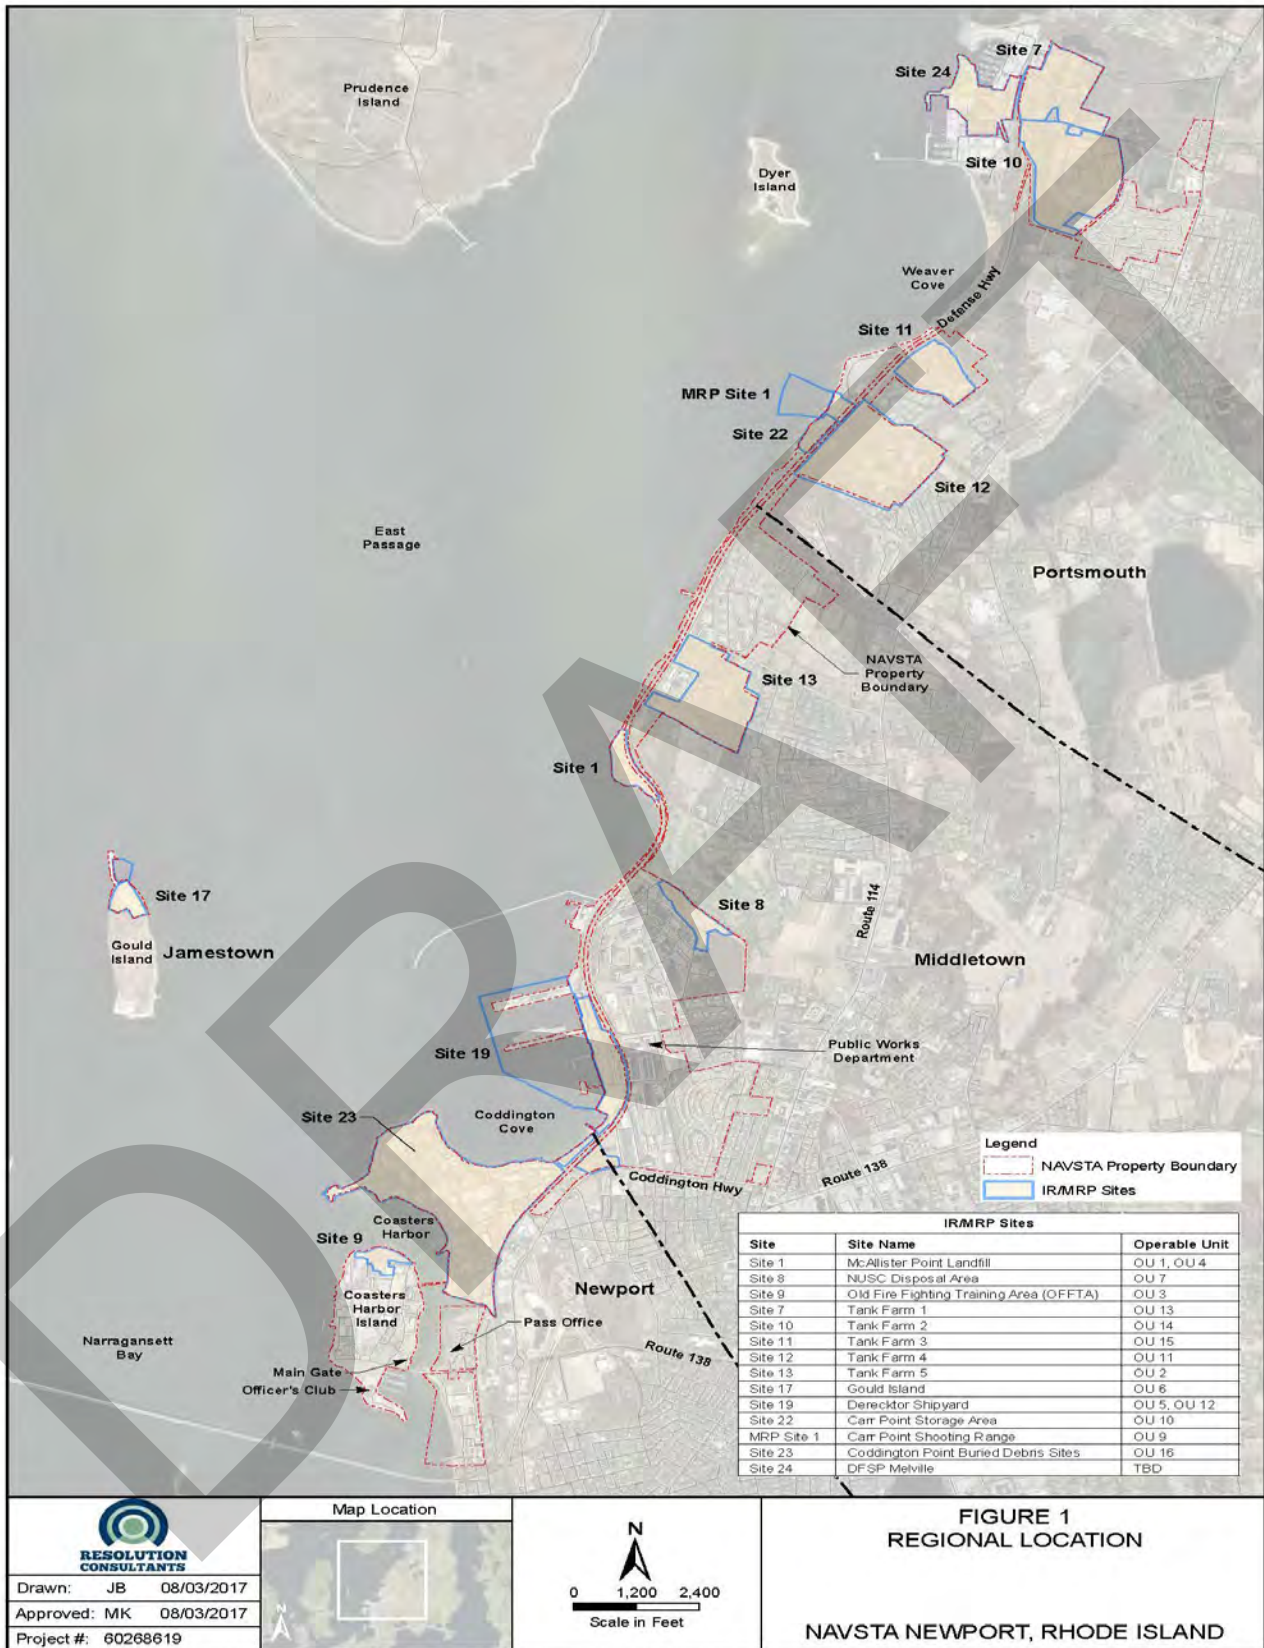 Prudence
Island
Dyer
Island
Site 7
Site 24
Site 10
Weaver
Cove
Defense Hwy
Site 11
MRP Site 1
Site 22
Site 12
East
Passage
Portsmouth
NAVSTA
Property
Boundary
Site 13
Site 1
Site 17
Gould
Island
Jamestown
Site 8
Route 114
Middletown
Site 19
Public Works
Department
Site 23
Coddington
Cove
Coddington Hwy
Route 138
Coasters
Harbor
Site 9
Coasters
Harbor
Island
Newport
Pass Office
Narragansett
Bay
Main Gate
Officer's Club
Route 138
DRAFT
Legend
NAVSTA Property Boundary
IR/MRP Sites
IR/MRP Sites
Site Site Name Operable Unit
Site 1 McAllister Point Landfill OU 1, OU 4
Site 8 NUSC Disposal Area OU 7
Site 9 Old Fire Fighting Training Area (OFFTA) OU 3
Site 7 Tank Farm 1 OU 13
Site 10 Tank Farm 2 OU 14
Site 11 Tank Farm 3 OU 15
Site 12 Tank Farm 4 OU 11
Site 13 Tank Farm 5 OU 2
Site 17 Gould Island OU 6
Site 19 Derecktor Shipyard OU 5, OU 12
Site 22 Carr Point Storage Area OU 10
MRP Site 1 Carr Point Shooting Range OU 9
Site 23 Coddington Point Buried Debris Sites OU 16
Site 24 DFSP Melville TBD
RESOLUTION
CONSULTANTS
Drawn: JB 08/03/2017
Approved: MK 08/03/2017
Project #: 60268619
Map Location
N
N
0 1,200 2,400
Scale in Feet
FIGURE 1
REGIONAL LOCATION
NAVSTA NEWPORT, RHODE ISLAND